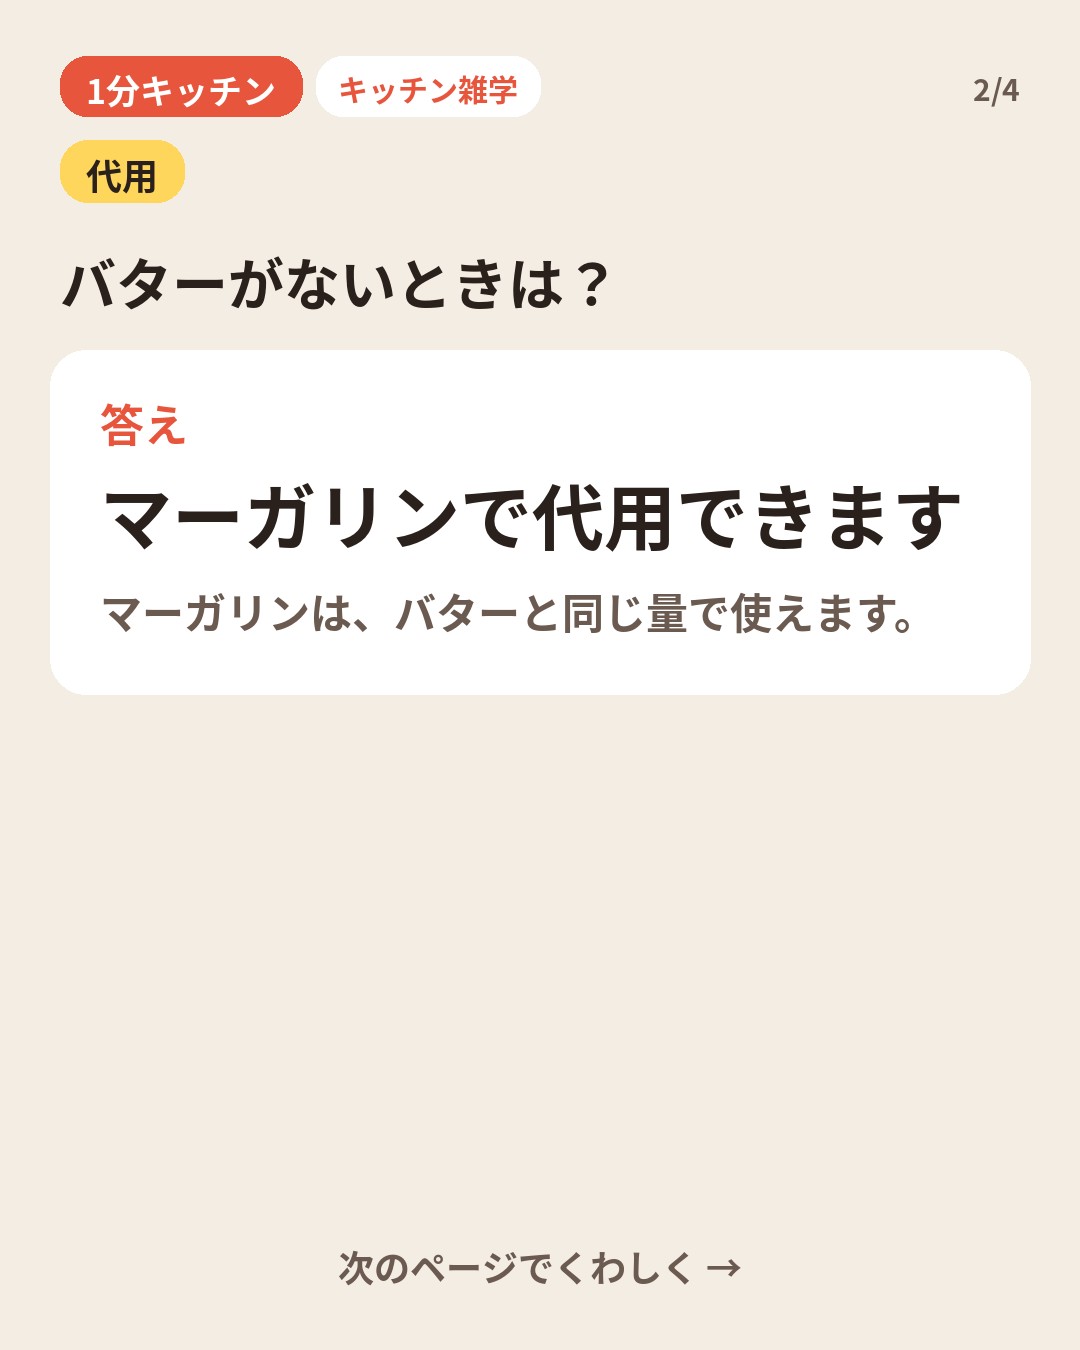 1分キッチン キッチン雑学 2/4
代用
バターがないときは？
答え
マーガリンで代用できます
マーガリンは、バターと同じ量で使えます。
次のページでくわしく →